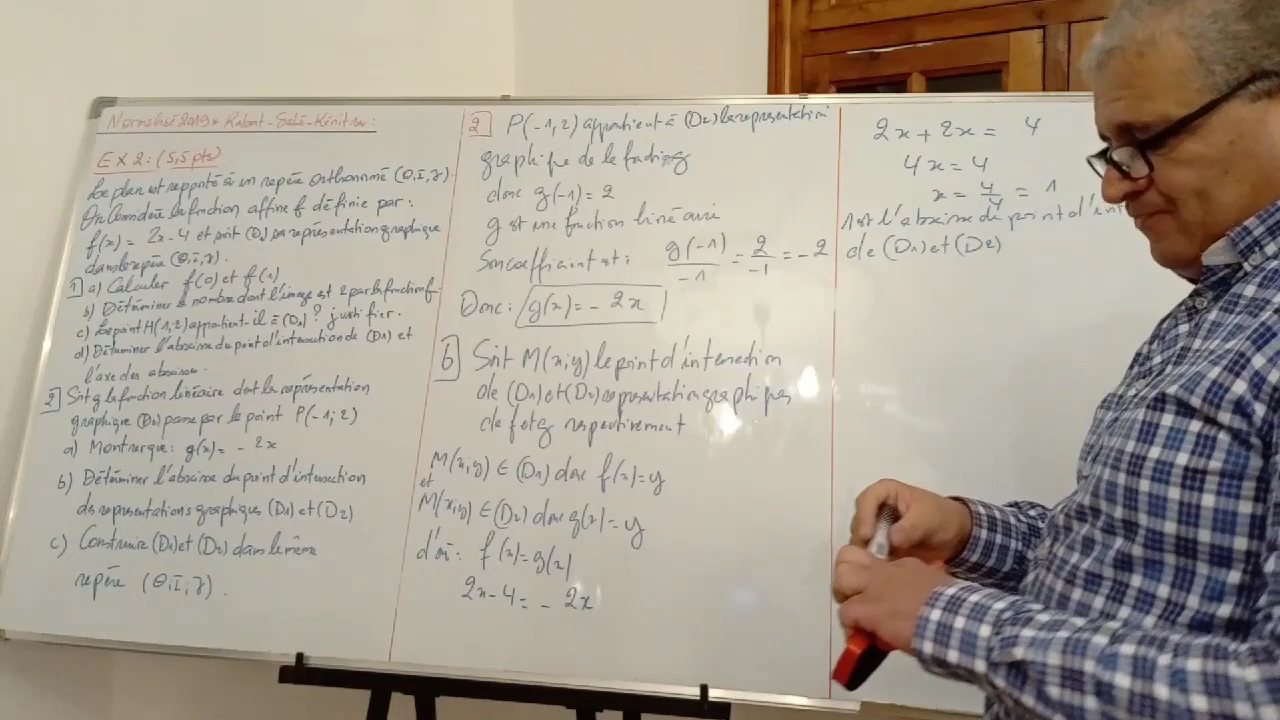 Normalisé 2019 * Rabat-Salé-Kénitra:
EX 2: (5,5 pts)
Le plan est rapporté à un repère orthonormé (O, I, J).
On considère la fonction affine f définie par:
f(x) = 2x - 4 et soit (D1) sa représentation graphique
dans le repère (O, I, J).
1 a) Calculer f(0) et f(1)
b) Déterminer le nombre dont l'image est 2 par la fonction f.
c) Le point H(1,2) appartient-il à (D1)? justifier.
d) Déterminer l'abscisse du point d'intersection de (D1) et
l'axe des abscisses.
2 Soit g la fonction linéaire dont la représentation
graphique (D2) passe par le point P(-1; 2)
a) Montrer que: g(x) = - 2x
b) Déterminer l'abscisse du point d'intersection
des représentations graphiques (D1) et (D2)
c) Construire (D1) et (D2) dans le même
repère (O, I, J).
2 P(-1, 2) appartient à (D2) la représentation
graphique de la fonction g
donc g(-1) = 2
g est une fonction linéaire
Son coefficient est: g(-1)/-1 = 2/-1 = -2
Donc: g(x) = - 2x
b Soit M(x, y) le point d'intersection
de (D1) et (D2) représentation graphiques
de f et g respectivement
M(x, y) ∈ (D1) donc f(x) = y
et
M(x, y) ∈ (D2) donc g(x) = y
d'où: f(x) = g(x)
2x - 4 = - 2x
2x + 2x = 4
4x = 4
x = 4/4 = 1
1 est l'abscisse du point d'int
de (D1) et (D2)